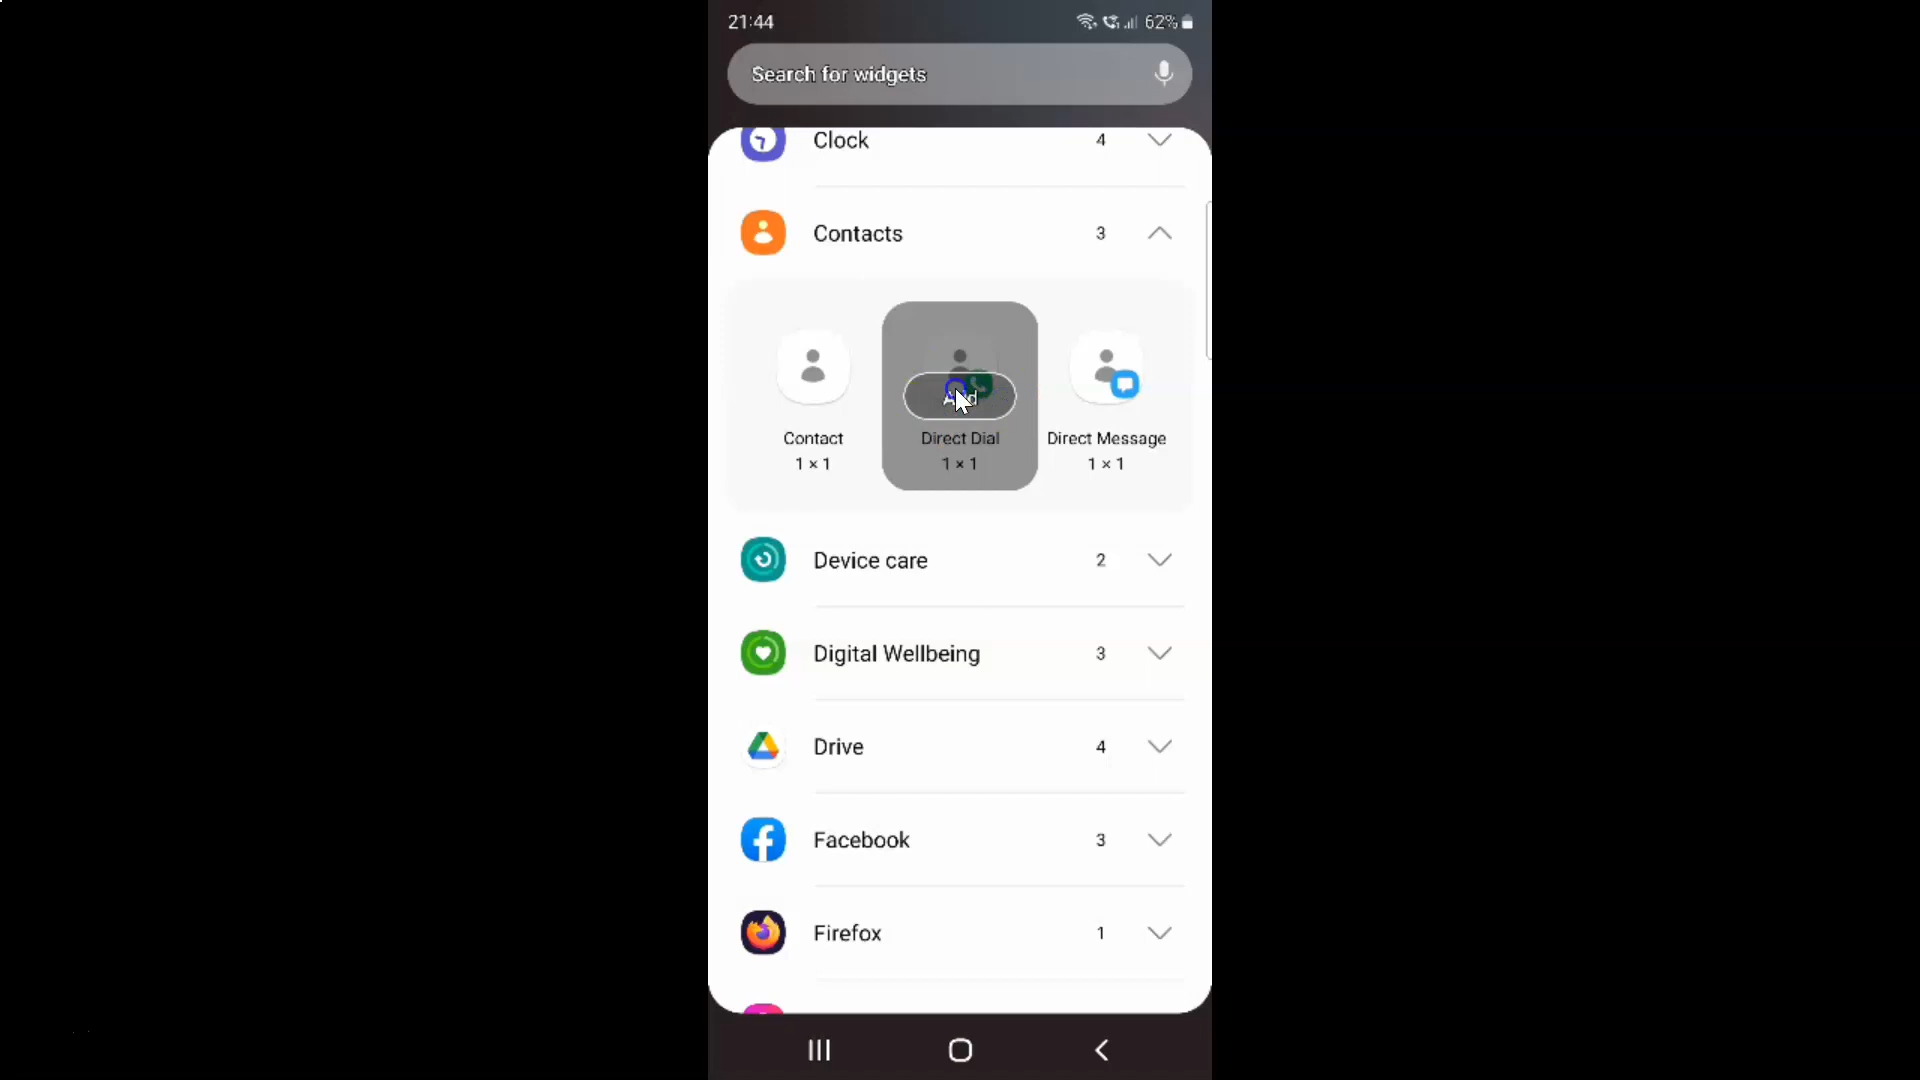 21:44
62%
Search for widgets
Clock 4
Contacts 3
Add
Contact
1 × 1
Direct Dial
1 × 1
Direct Message
1 × 1
Device care 2
Digital Wellbeing 3
Drive 4
Facebook 3
Firefox 1